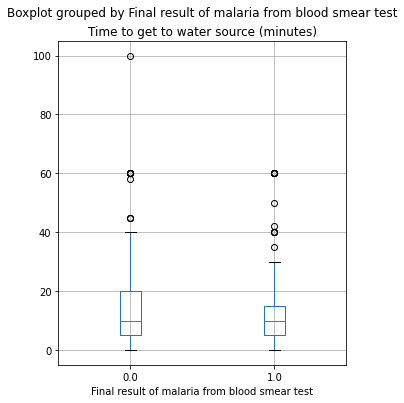 Boxplot grouped by Final result of malaria from blood smear test
Time to get to water source (minutes)
100
80
60
40
20
0
0.0 1.0
Final result of malaria from blood smear test